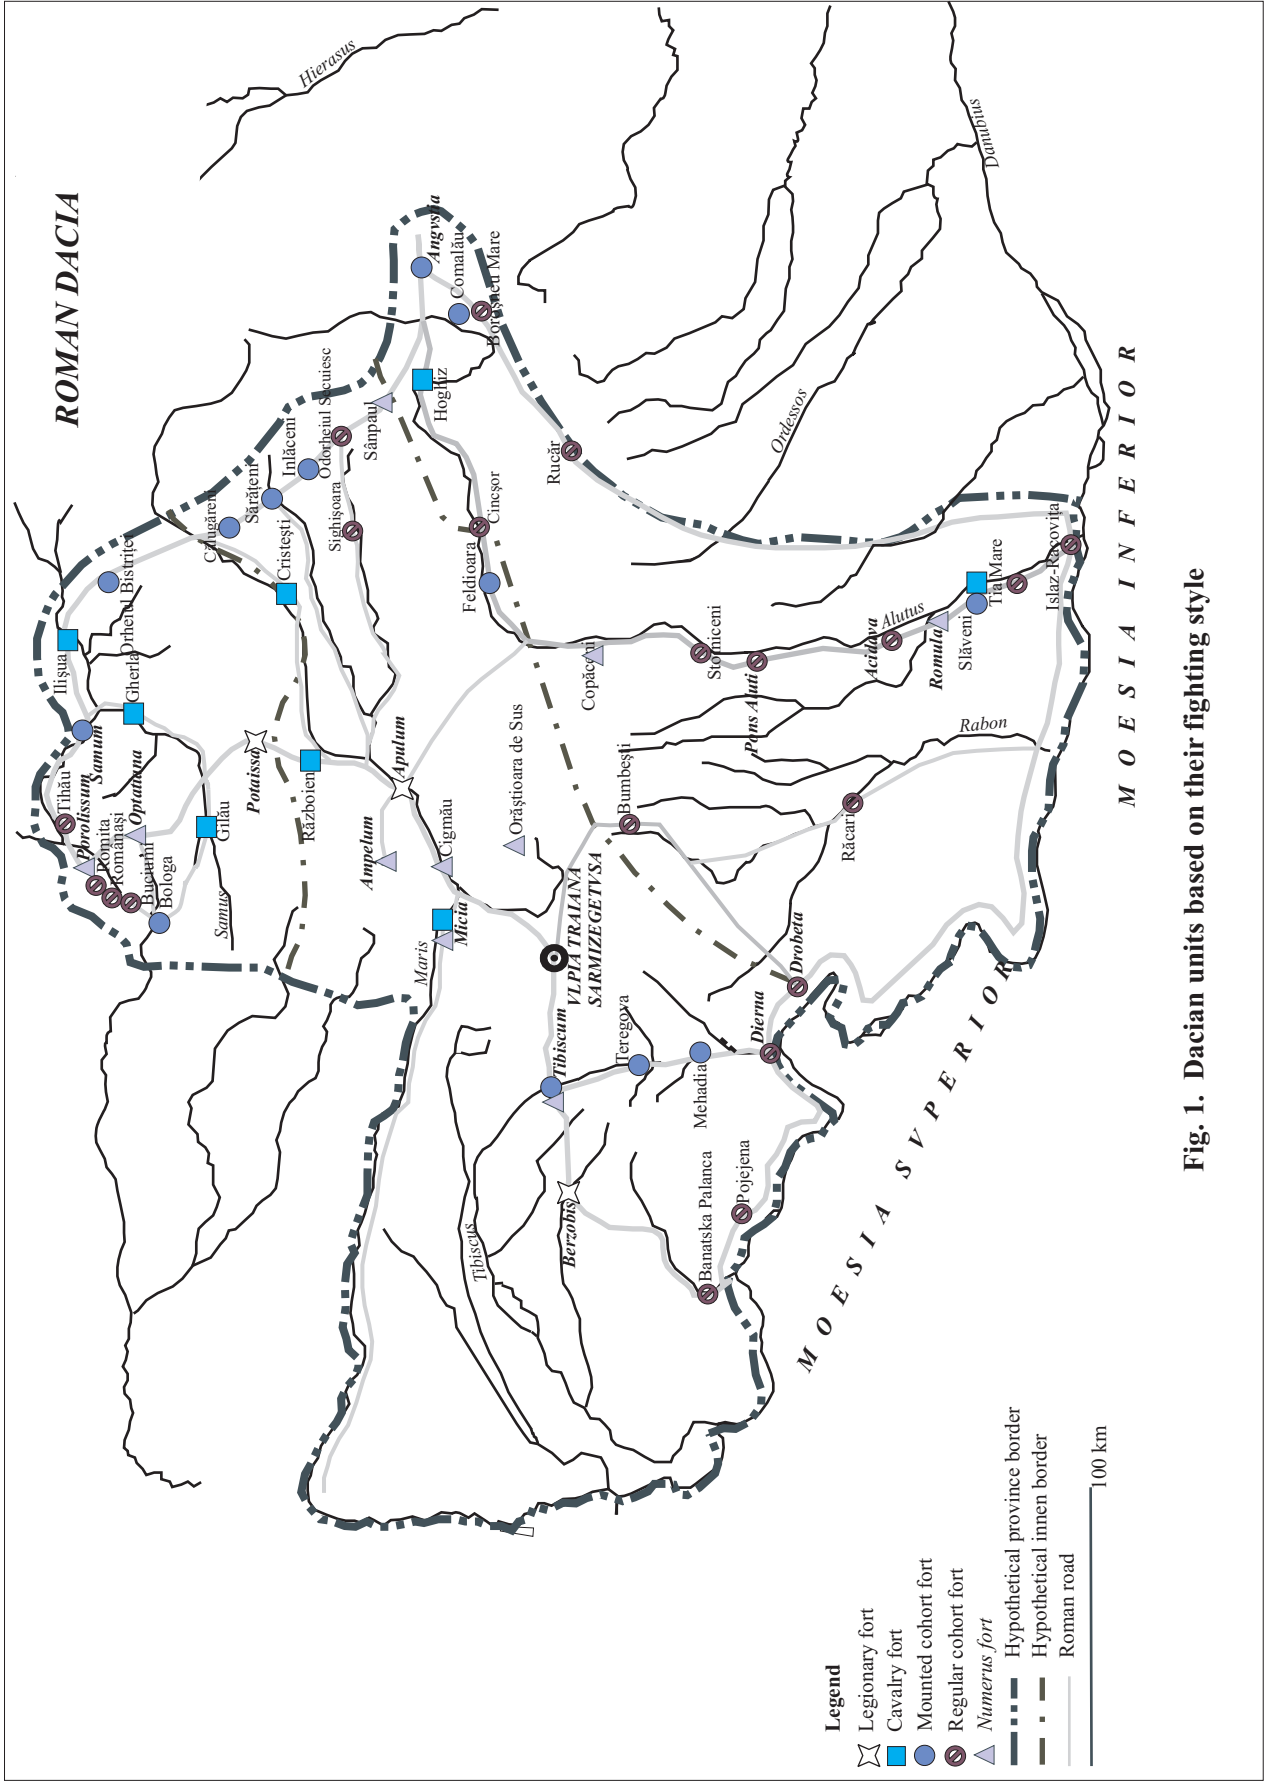 ROMAN DACIA
Hierasus
Danubius
Angvstia
Comalău
Boroșneu Mare
Hoghiz
Sânpaul
Odorheiul Secuiesc
Inlăceni
Sărățeni
Călugăreni
Cristești
Sighișoara
Rucăr
Ordessos
Cincșor
Feldioara
Orheiul Bistriței
Ilișua
Gherla
Samum
Tihău
Porolissum
Romita
Românași
Optatiana
Buciumi
Bologa
Gilău
Samus
Potaissa
Războieni
Apulum
Ampelum
Cigmău
Orăștioara de Sus
Micia
Maris
VLPIA TRAIANA
SARMIZEGETVSA
Copăceni
Stolniceni
Pons Aluti
Acidava
Alutus
Romula
Slăveni
Tia Mare
Islaz-Racovița
Rabon
Bumbești
Răcari
Drobeta
Dierna
Tibiscum
Teregova
Mehadia
Berzobis
Tibiscus
Banatska Palanca
Pojejena
MOESIA INFERIOR
MOESIA SVPERIOR
Legend
Legionary fort
Cavalry fort
Mounted cohort fort
Regular cohort fort
Numerus fort
Hypothetical province border
Hypothetical innen border
Roman road
100 km
Fig. 1. Dacian units based on their fighting style